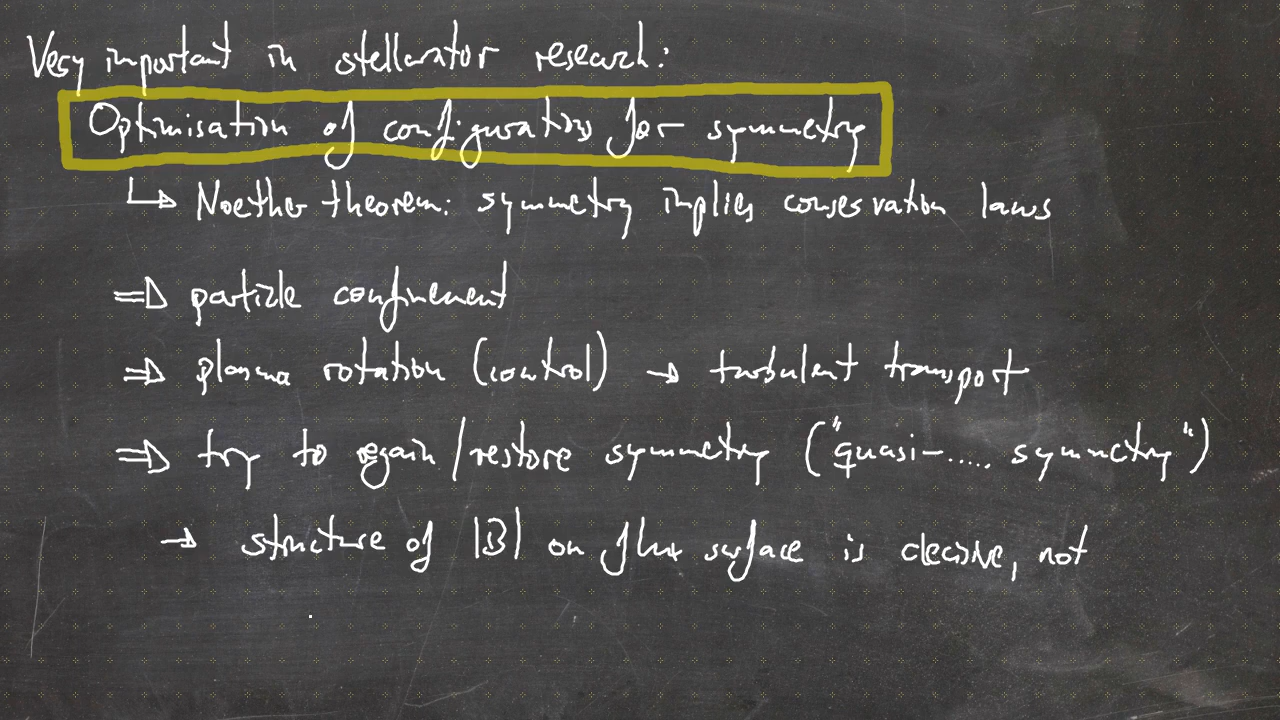 Very important in stellarator research:
Optimisation of configurations for symmetry
↳ Noether theorem: symmetry implies conservation laws
⇒ particle confinement
⇒ plasma rotation (control) → turbulent transport
⇒ try to regain/restore symmetry ("quasi-..... symmetry")
→ structure of |B| on flux surface is decisive, not